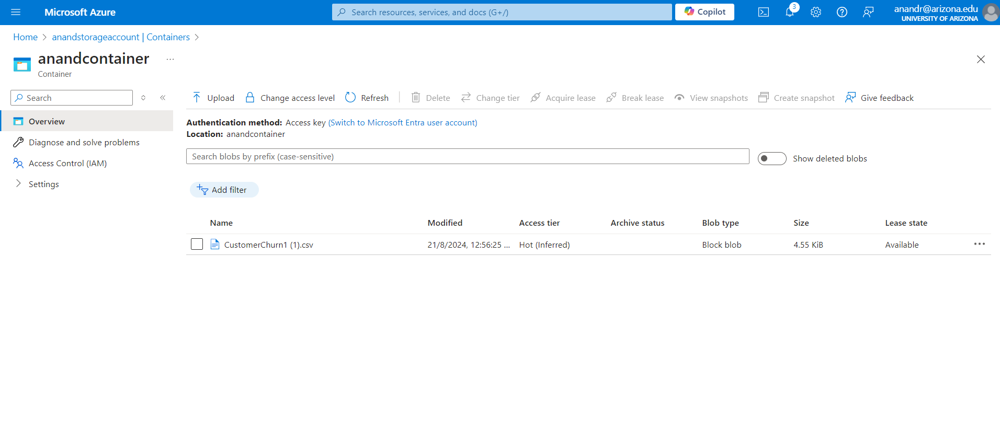 Microsoft Azure
Search resources, services, and docs (G+/)
Copilot
3
anandr@arizona.edu
UNIVERSITY OF ARIZONA
Home > anandstorageaccount | Containers >
anandcontainer ...
Container
Search
Upload Change access level Refresh Delete Change tier Acquire lease Break lease View snapshots Create snapshot Give feedback
Overview
Diagnose and solve problems
Access Control (IAM)
Settings
Authentication method: Access key (Switch to Microsoft Entra user account)
Location: anandcontainer
Search blobs by prefix (case-sensitive)
Show deleted blobs
Add filter
Name Modified Access tier Archive status Blob type Size Lease state
CustomerChurn1 (1).csv 21/8/2024, 12:56:25 ... Hot (Inferred) Block blob 4.55 KiB Available ...